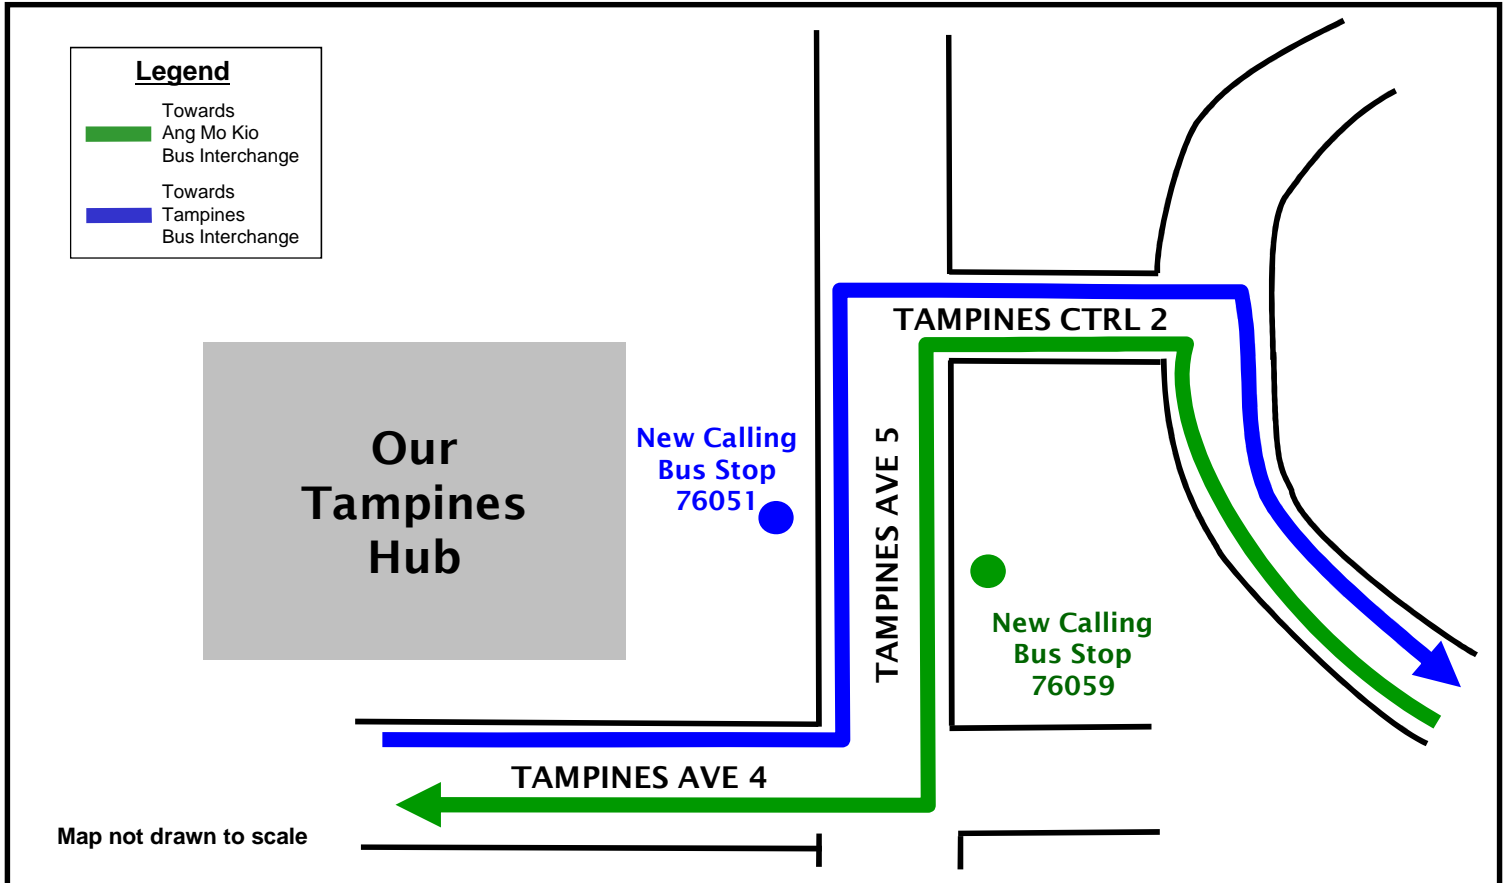 Legend
Towards
Ang Mo Kio
Bus Interchange
Towards
Tampines
Bus Interchange
TAMPINES CTRL 2
Our
Tampines
Hub
New Calling
Bus Stop
76051
TAMPINES AVE 5
New Calling
Bus Stop
76059
TAMPINES AVE 4
Map not drawn to scale